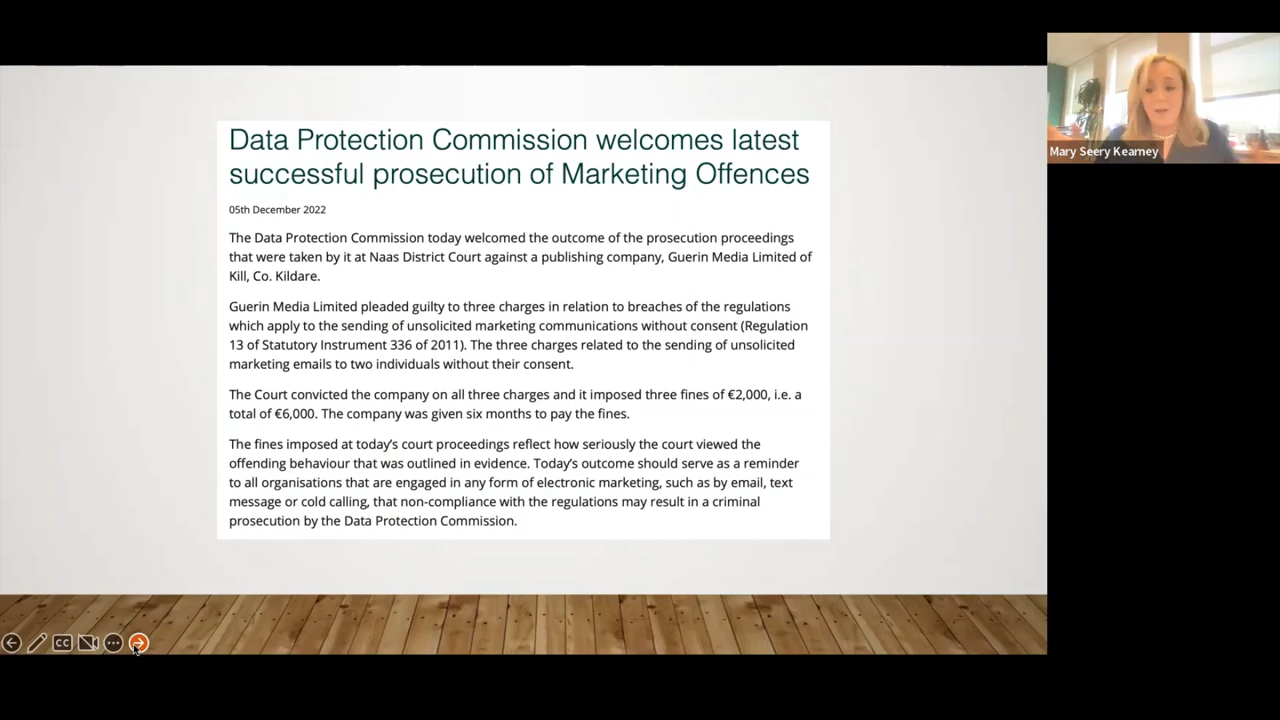 Data Protection Commission welcomes latest
successful prosecution of Marketing Offences
05th December 2022
The Data Protection Commission today welcomed the outcome of the prosecution proceedings
that were taken by it at Naas District Court against a publishing company, Guerin Media Limited of
Kill, Co. Kildare.
Guerin Media Limited pleaded guilty to three charges in relation to breaches of the regulations
which apply to the sending of unsolicited marketing communications without consent (Regulation
13 of Statutory Instrument 336 of 2011). The three charges related to the sending of unsolicited
marketing emails to two individuals without their consent.
The Court convicted the company on all three charges and it imposed three fines of €2,000, i.e. a
total of €6,000. The company was given six months to pay the fines.
The fines imposed at today's court proceedings reflect how seriously the court viewed the
offending behaviour that was outlined in evidence. Today's outcome should serve as a reminder
to all organisations that are engaged in any form of electronic marketing, such as by email, text
message or cold calling, that non-compliance with the regulations may result in a criminal
prosecution by the Data Protection Commission.
Mary Seery Kearney
CC